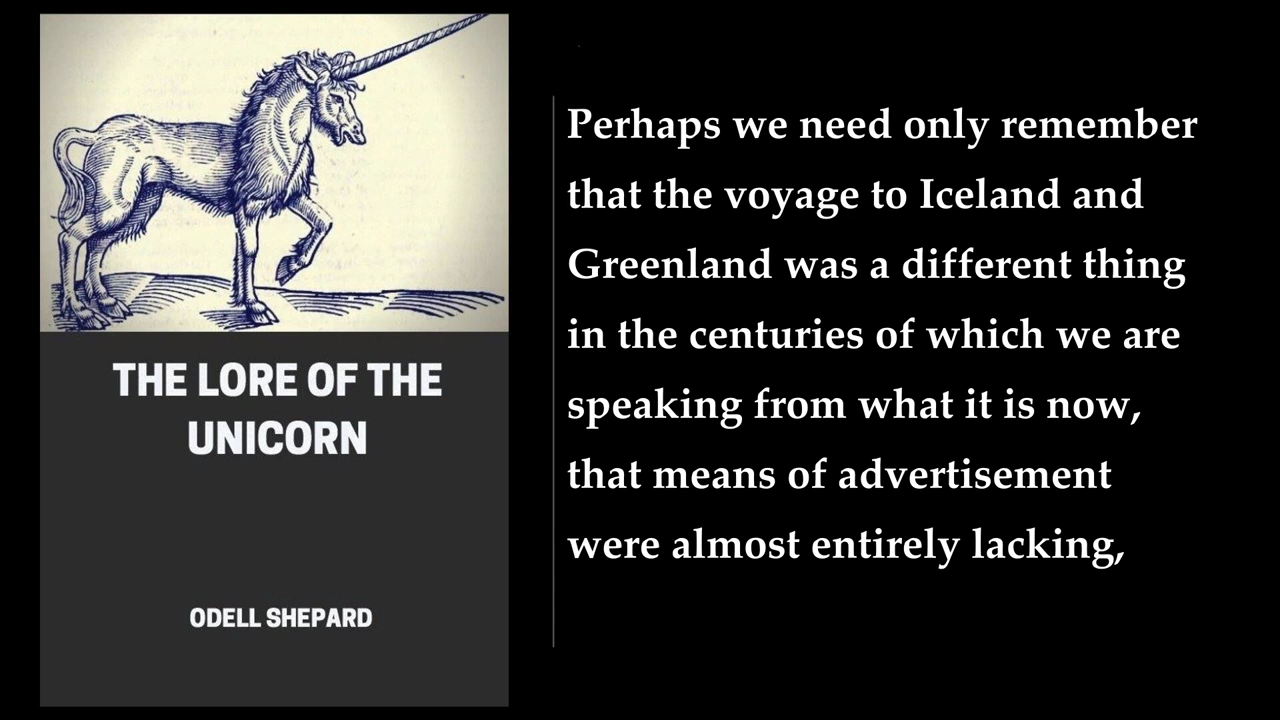 THE LORE OF THE
UNICORN
ODELL SHEPARD
Perhaps we need only remember
that the voyage to Iceland and
Greenland was a different thing
in the centuries of which we are
speaking from what it is now,
that means of advertisement
were almost entirely lacking,